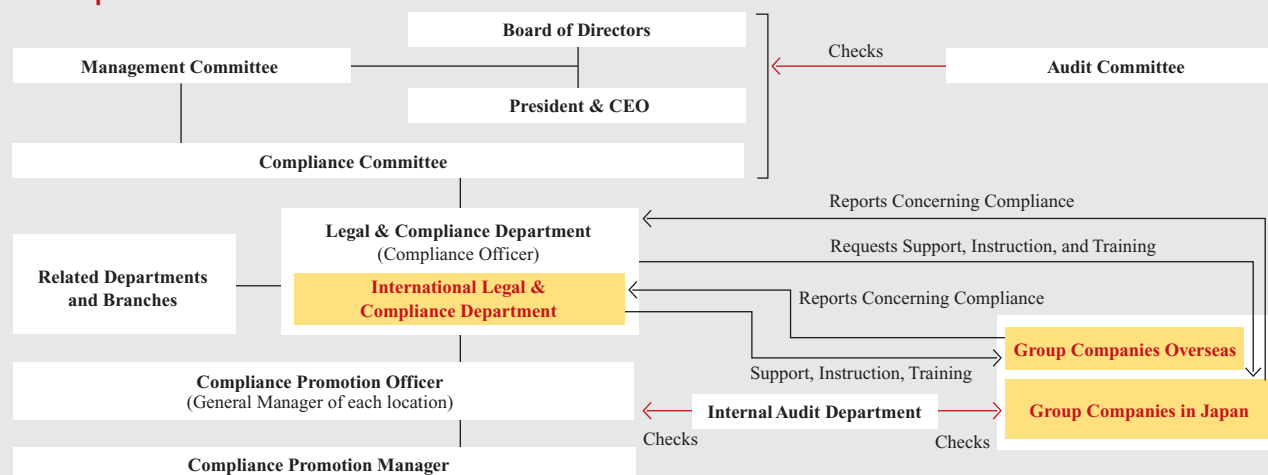 Board of Directors
Checks
Management Committee
Audit Committee
President & CEO
Compliance Committee
Reports Concerning Compliance
Legal & Compliance Department
(Compliance Officer)
Requests Support, Instruction, and Training
Related Departments
and Branches
International Legal &
Compliance Department
Reports Concerning Compliance
Group Companies Overseas
Support, Instruction, Training
Compliance Promotion Officer
(General Manager of each location)
Internal Audit Department
Group Companies in Japan
Checks
Checks
Compliance Promotion Manager